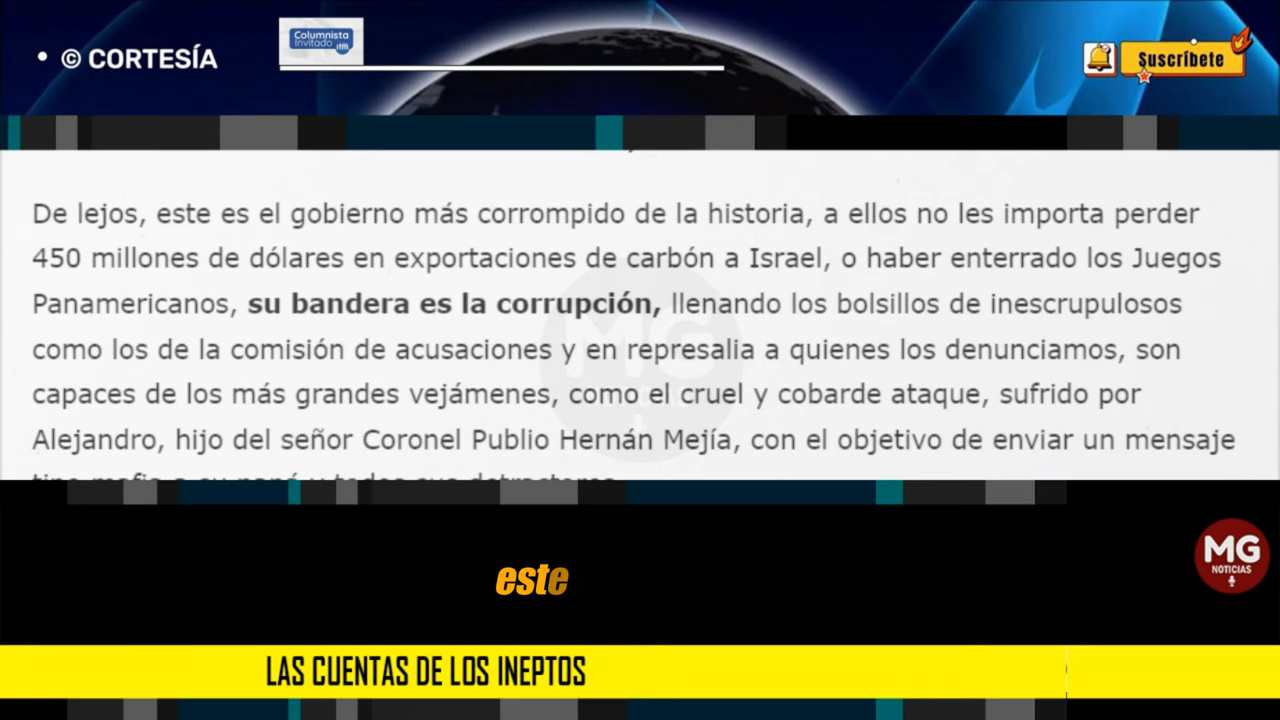 • © CORTESÍA
Columnista
Invitado .fm
Suscríbete
De lejos, este es el gobierno más corrompido de la historia, a ellos no les importa perder
450 millones de dólares en exportaciones de carbón a Israel, o haber enterrado los Juegos
Panamericanos, su bandera es la corrupción, llenando los bolsillos de inescrupulosos
como los de la comisión de acusaciones y en represalia a quienes los denunciamos, son
capaces de los más grandes vejámenes, como el cruel y cobarde ataque, sufrido por
Alejandro, hijo del señor Coronel Publio Hernán Mejía, con el objetivo de enviar un mensaje
este
MG
NOTICIAS
LAS CUENTAS DE LOS INEPTOS